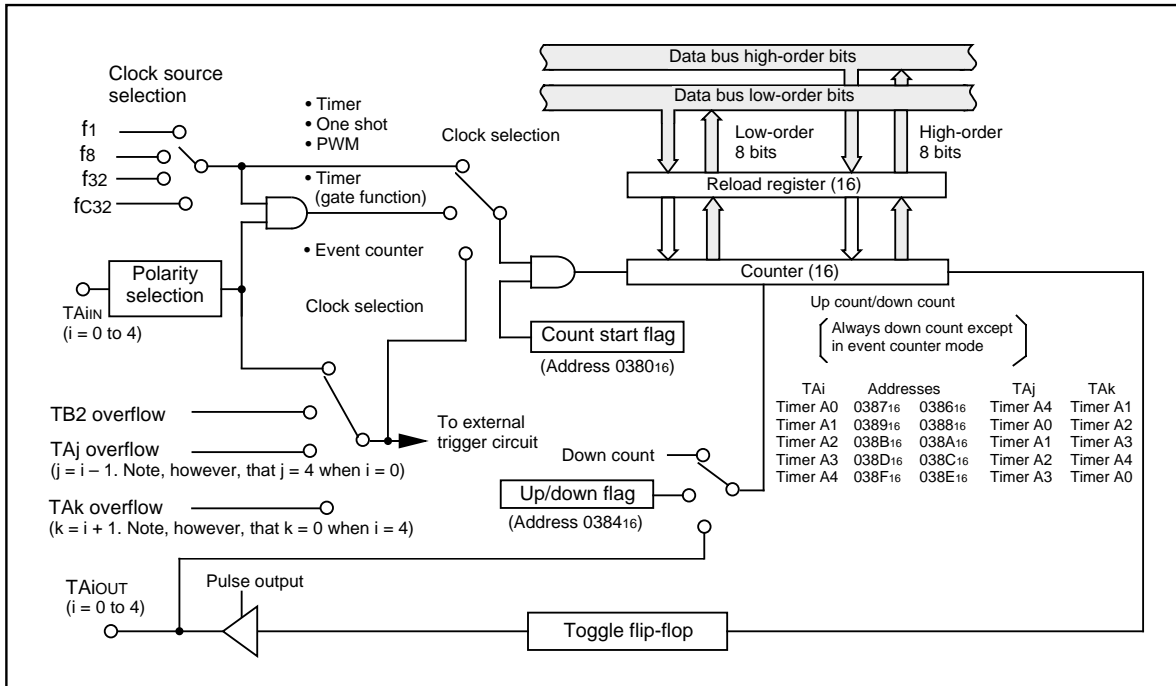 Data bus high-order bits
Data bus low-order bits
Clock source
selection
f1
f8
f32
fC32
• Timer
• One shot
• PWM
• Timer
(gate function)
• Event counter
Clock selection
Low-order
8 bits
High-order
8 bits
Reload register (16)
Counter (16)
Polarity
selection
TAiIN
(i = 0 to 4)
Clock selection
Count start flag
(Address 038016)
Up count/down count
Always down count except
in event counter mode
TB2 overflow
TAj overflow
(j = i – 1. Note, however, that j = 4 when i = 0)
TAk overflow
(k = i + 1. Note, however, that k = 0 when i = 4)
To external
trigger circuit
Down count
Up/down flag
(Address 038416)
TAi Addresses TAj TAk
Timer A0 038716 038616 Timer A4 Timer A1
Timer A1 038916 038816 Timer A0 Timer A2
Timer A2 038B16 038A16 Timer A1 Timer A3
Timer A3 038D16 038C16 Timer A2 Timer A4
Timer A4 038F16 038E16 Timer A3 Timer A0
TAiOUT
(i = 0 to 4)
Pulse output
Toggle flip-flop